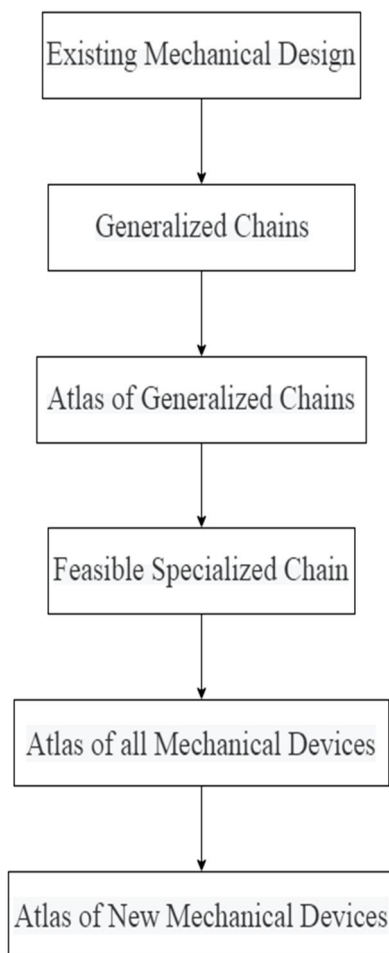 Existing Mechanical Design
Generalized Chains
Atlas of Generalized Chains
Feasible Specialized Chain
Atlas of all Mechanical Devices
Atlas of New Mechanical Devices